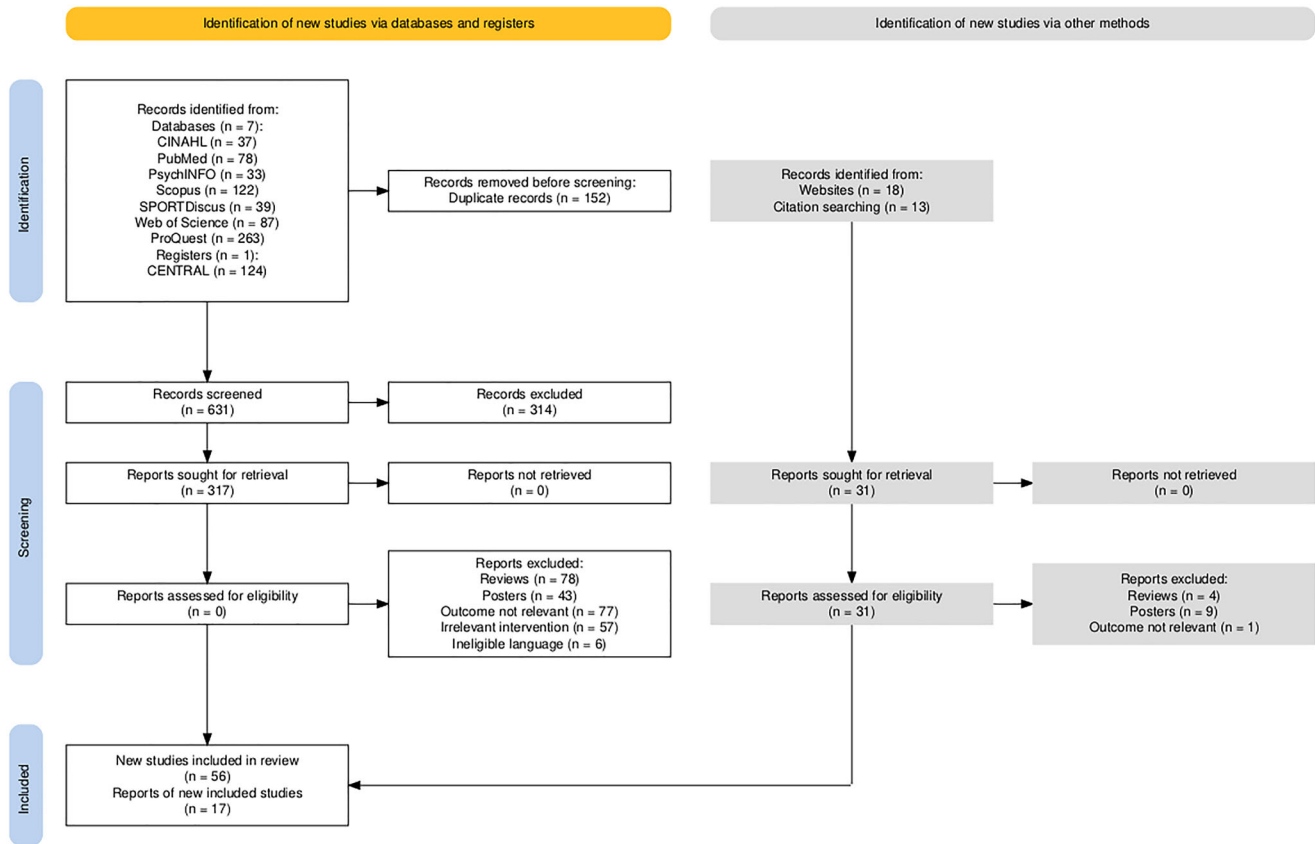 Identification of new studies via databases and registers
Identification of new studies via other methods
Identification
Records identified from:
Databases (n = 7):
CINAHL (n = 37)
PubMed (n = 78)
PsychINFO (n = 33)
Scopus (n = 122)
SPORTDiscus (n = 39)
Web of Science (n = 87)
ProQuest (n = 263)
Registers (n = 1):
CENTRAL (n = 124)
Records removed before screening:
Duplicate records (n = 152)
Records identified from:
Websites (n = 18)
Citation searching (n = 13)
Screening
Records screened
(n = 631)
Records excluded
(n = 314)
Reports sought for retrieval
(n = 317)
Reports not retrieved
(n = 0)
Reports sought for retrieval
(n = 31)
Reports not retrieved
(n = 0)
Reports assessed for eligibility
(n = 0)
Reports excluded:
Reviews (n = 78)
Posters (n = 43)
Outcome not relevant (n = 77)
Irrelevant intervention (n = 57)
Ineligible language (n = 6)
Reports assessed for eligibility
(n = 31)
Reports excluded:
Reviews (n = 4)
Posters (n = 9)
Outcome not relevant (n = 1)
Included
New studies included in review
(n = 56)
Reports of new included studies
(n = 17)